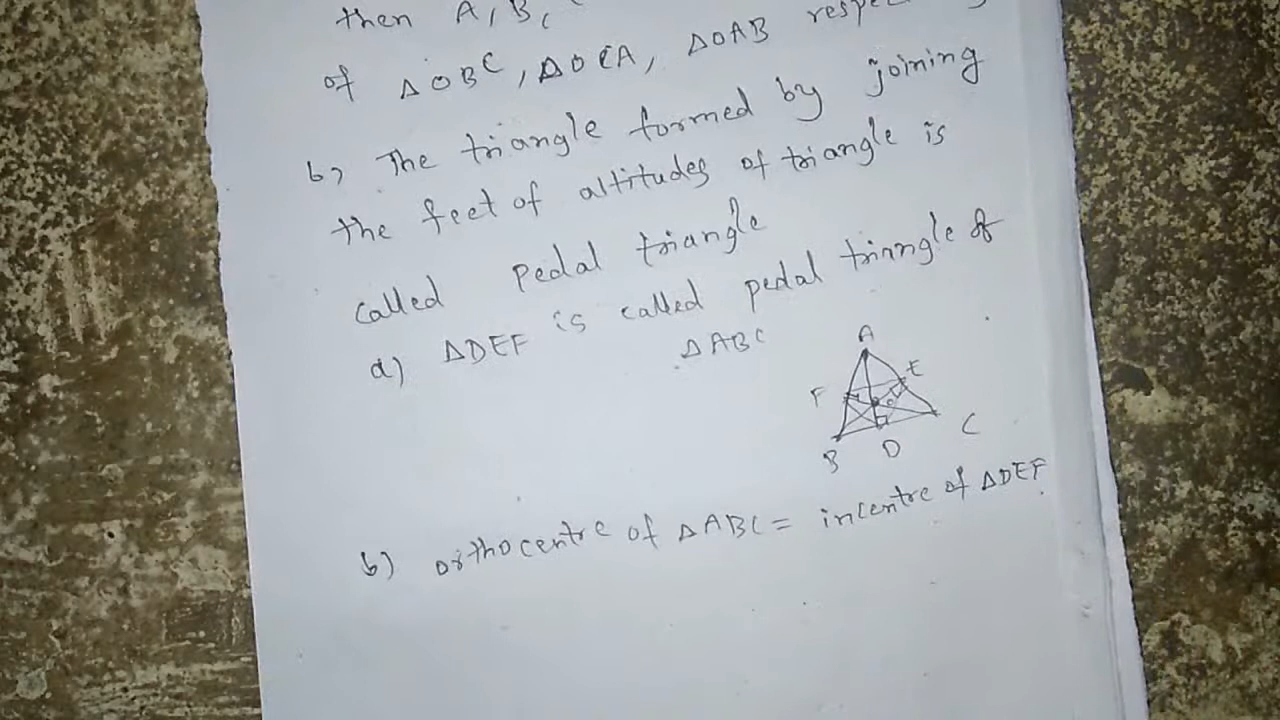 then A, B, C
of ΔOBC, ΔOCA, ΔOAB
b, The triangle formed by joining
the feet of altitudes of triangle is
called pedal triangle
a) ΔDEF is called pedal triangle of
ΔABC
A
F E
B D C
b) orthocentre of ΔABC = incentre of ΔDEF